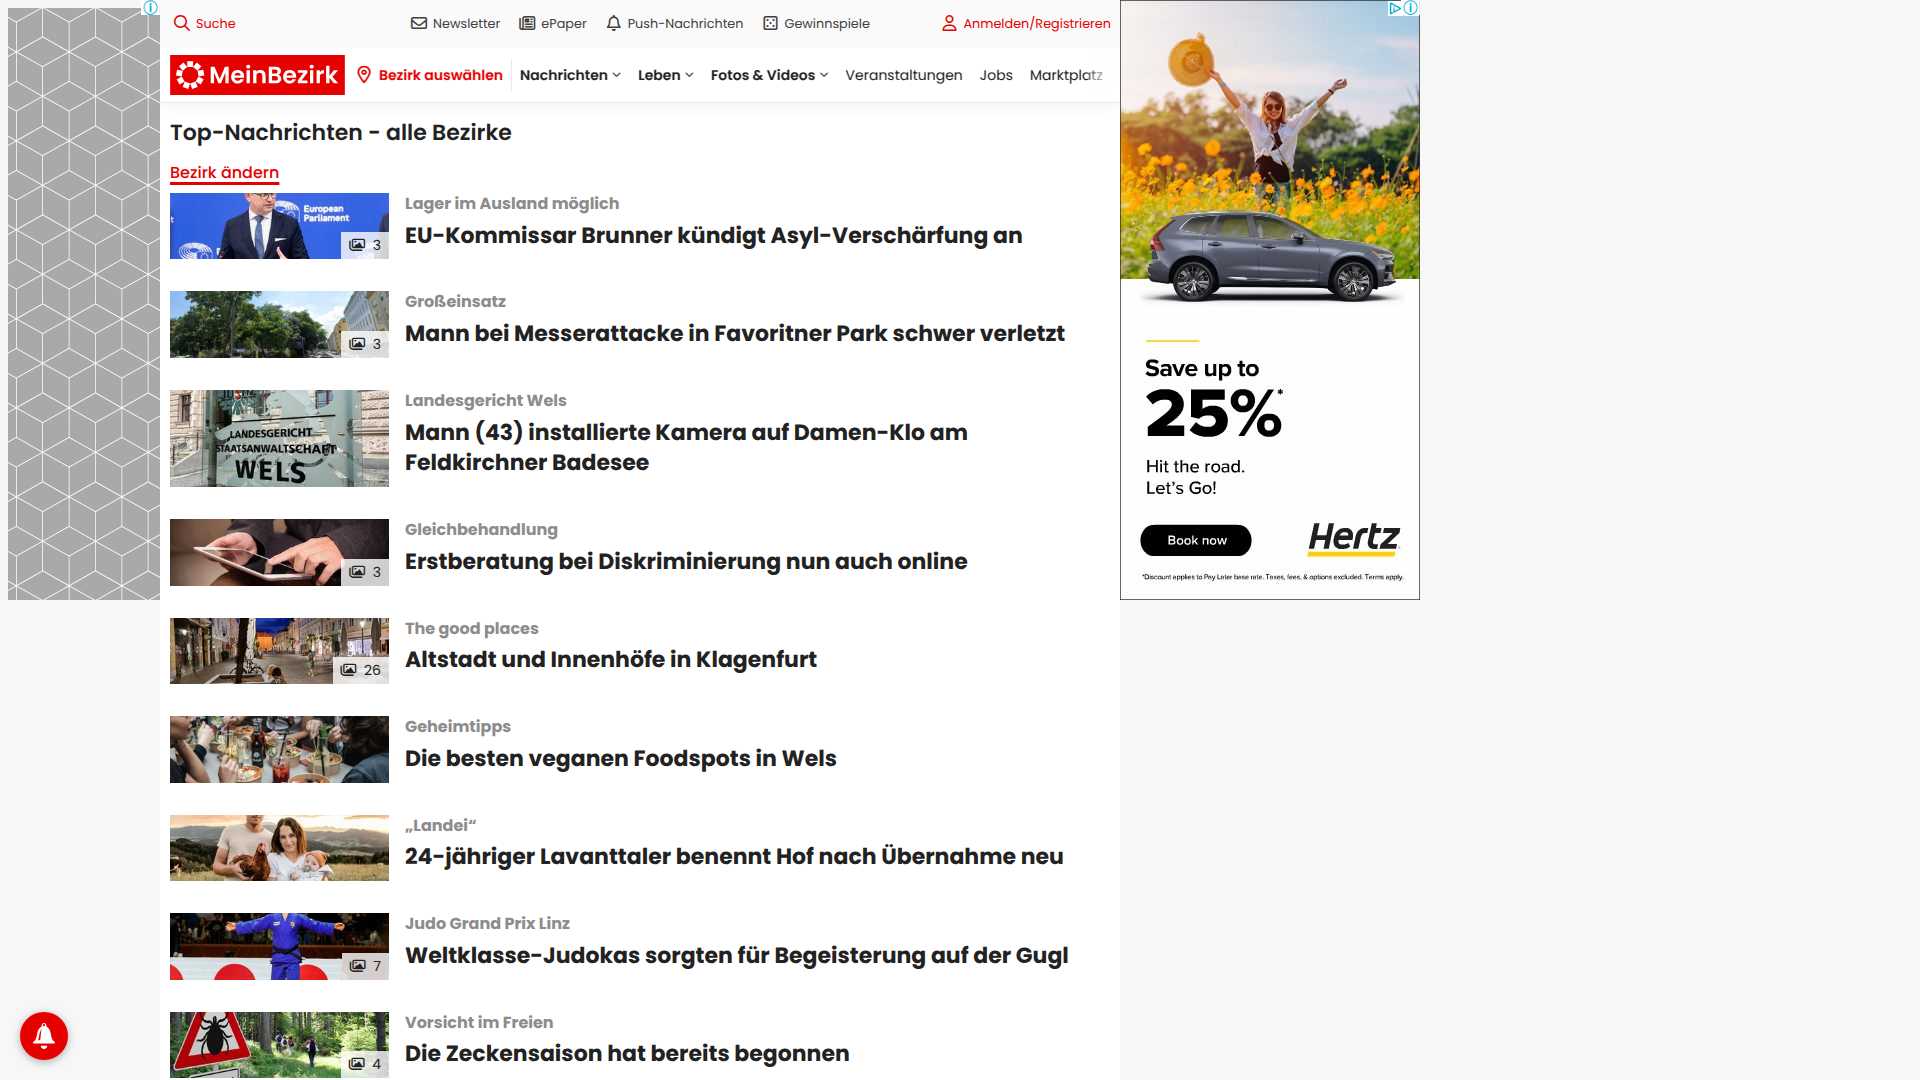 Suche
Newsletter
ePaper
Push-Nachrichten
Gewinnspiele
Anmelden/Registrieren
MeinBezirk
Bezirk auswählen
Nachrichten
Leben
Fotos & Videos
Veranstaltungen
Jobs
Marktplatz
Top-Nachrichten - alle Bezirke
Bezirk ändern
European
Parliament
3
Lager im Ausland möglich
EU-Kommissar Brunner kündigt Asyl-Verschärfung an
3
Großeinsatz
Mann bei Messerattacke in Favoritner Park schwer verletzt
LANDESGERICHT
STAATSANWALTSCHAFT
WELS
Landesgericht Wels
Mann (43) installierte Kamera auf Damen-Klo am
Feldkirchner Badesee
3
Gleichbehandlung
Erstberatung bei Diskriminierung nun auch online
26
The good places
Altstadt und Innenhöfe in Klagenfurt
Geheimtipps
Die besten veganen Foodspots in Wels
„Landei“
24-jähriger Lavanttaler benennt Hof nach Übernahme neu
7
Judo Grand Prix Linz
Weltklasse-Judokas sorgten für Begeisterung auf der Gugl
4
Vorsicht im Freien
Die Zeckensaison hat bereits begonnen
Save up to
25%*
Hit the road.
Let's Go!
Book now
Hertz
*Discount applies to Pay Later base rate. Taxes, fees, & options excluded. Terms apply.